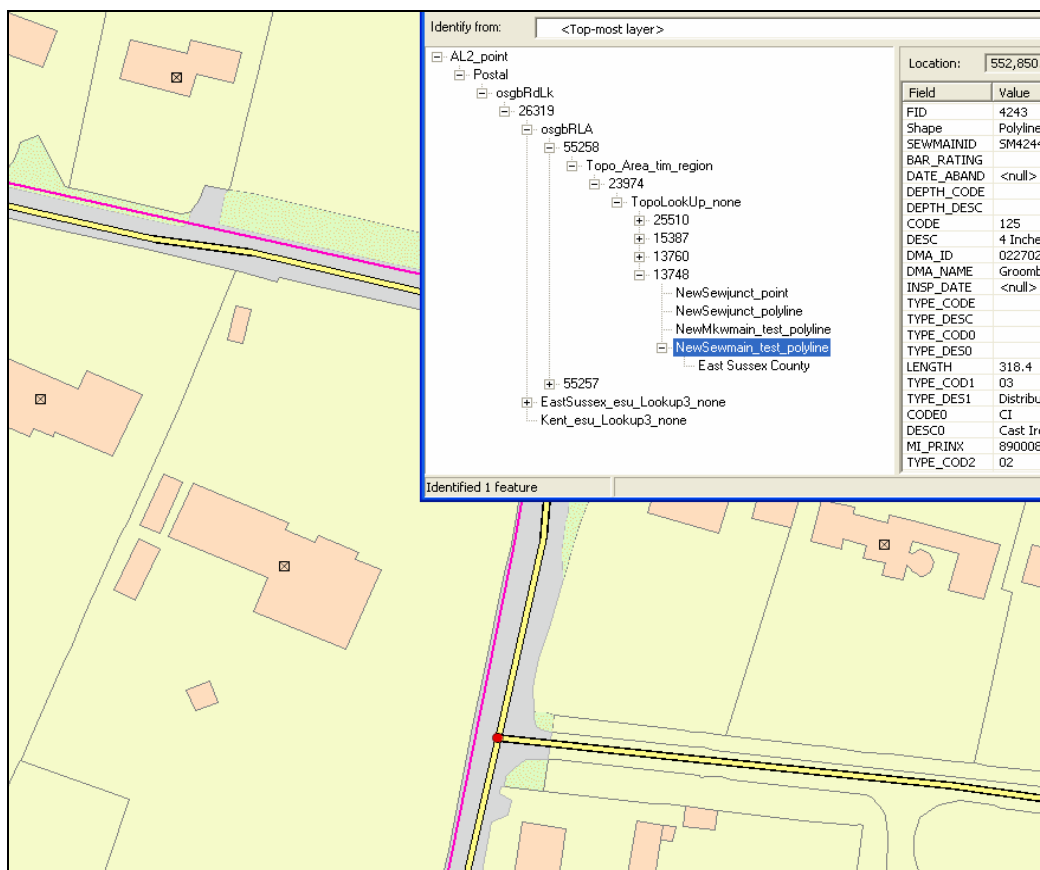 Identify from: <Top-most layer>
AL2_point
Postal
osgbRdLk
26319
osgbRLA
55258
Topo_Area_tim_region
23974
TopoLookUp_none
25510
15387
13760
13748
NewSewjunct_point
NewSewjunct_polyline
NewMkwmain_test_polyline
NewSewmain_test_polyline
East Sussex County
55257
EastSussex_esu_Lookup3_none
Kent_esu_Lookup3_none
Identified 1 feature
Location: 552,850
Field Value
FID 4243
Shape Polyline
SEWMAINID SM4244
BAR_RATING
DATE_ABAND <null>
DEPTH_CODE
DEPTH_DESC
CODE 125
DESC 4 Inche
DMA_ID 022702
DMA_NAME Groomb
INSP_DATE <null>
TYPE_CODE
TYPE_DESC
TYPE_COD0
TYPE_DES0
LENGTH 318.4
TYPE_COD1 03
TYPE_DES1 Distribu
CODE0 CI
DESC0 Cast Iro
MI_PRINX 890008
TYPE_COD2 02